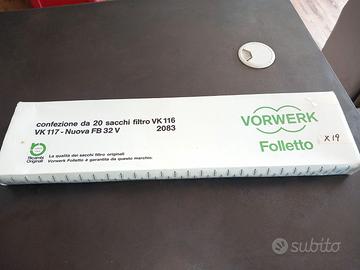 confezione da 20 sacchi filtro VK 116
VK 117 - Nuova FB 32 V 2083
Ricambi
Originali
La qualità dei sacchi filtro originali
Vorwerk Folletto è garantita da questo marchio.
VORWERK
Folletto
x 19
subito